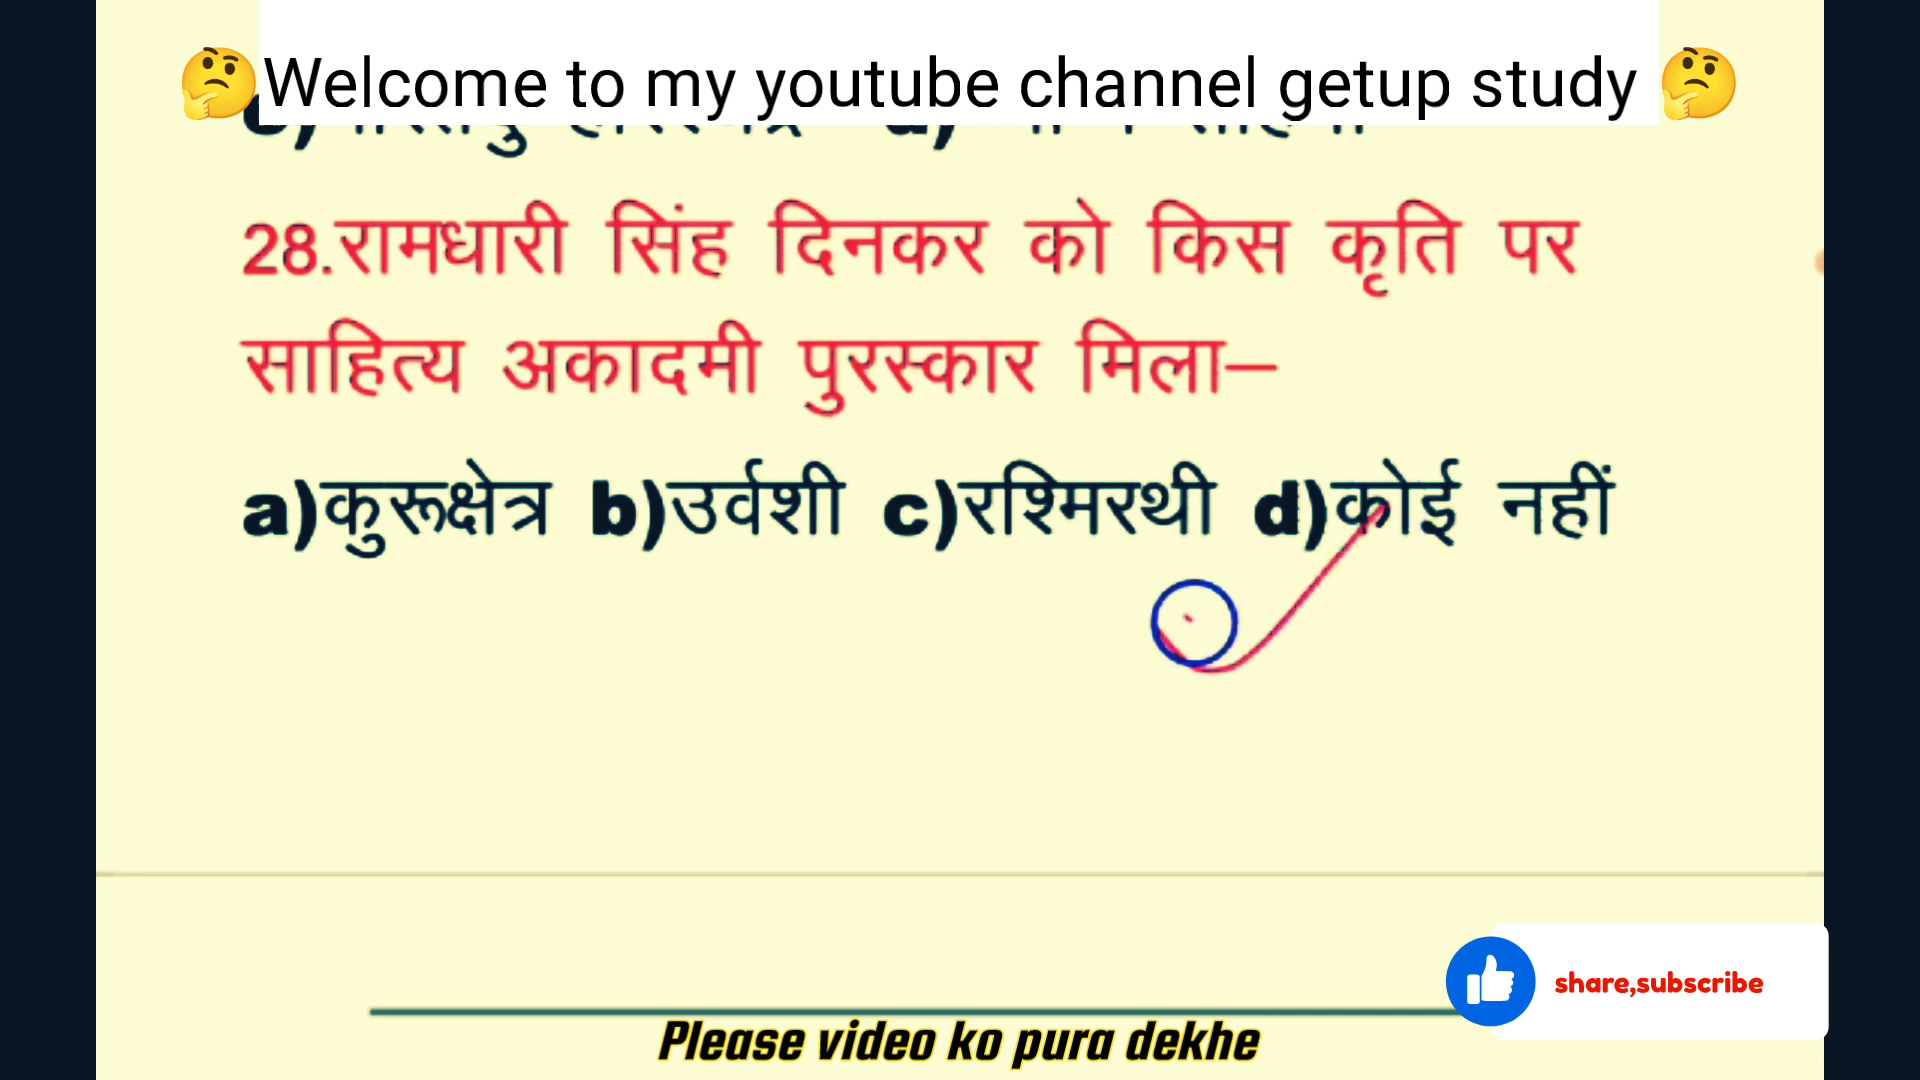 🤔Welcome to my youtube channel getup study 🤔
28.रामधारी सिंह दिनकर को किस कृति पर
साहित्य अकादमी पुरस्कार मिला–
a)कुरूक्षेत्र b)उर्वशी c)रश्मिरथी d)कोई नहीं
share,subscribe
Please video ko pura dekhe